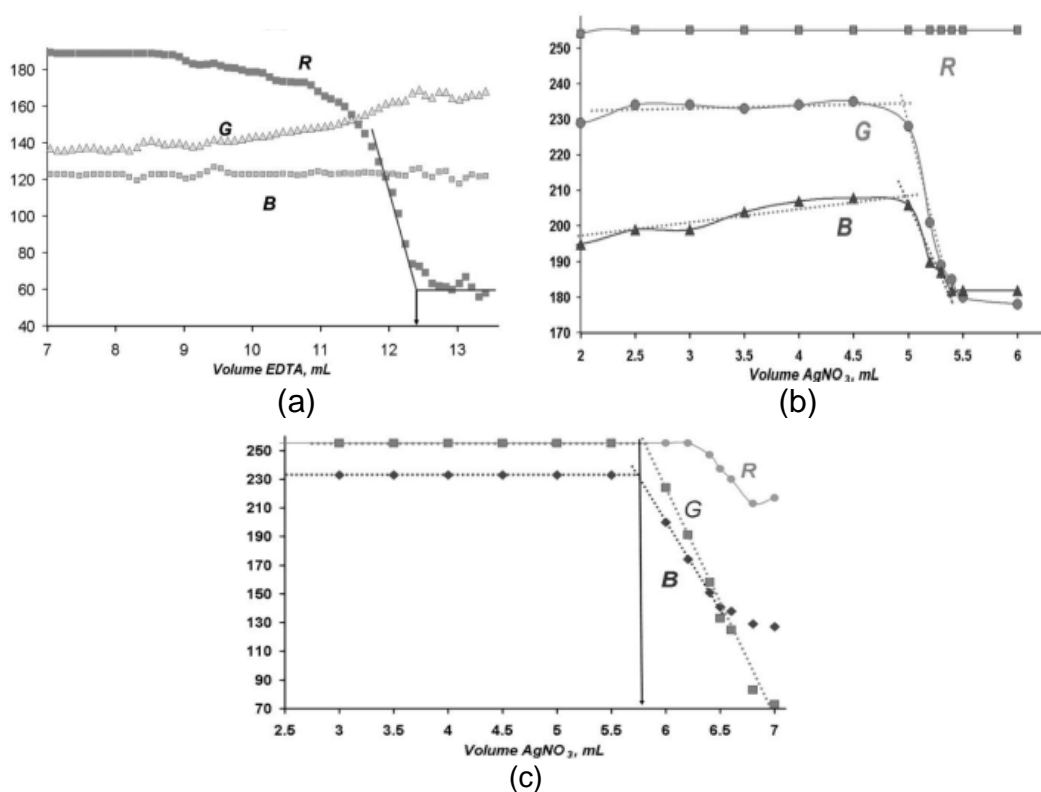 180
160
140
120
100
80
60
40
R
G
B
7 8 9 10 11 12 13
Volume EDTA, mL
(a)
250
240
230
220
210
200
190
180
170
R
G
B
2 2.5 3 3.5 4 4.5 5 5.5 6
Volume AgNO3, mL
(b)
250
230
210
190
170
150
130
110
90
70
R
G
B
2.5 3 3.5 4 4.5 5 5.5 6 6.5 7
Volume AgNO3, mL
(c)